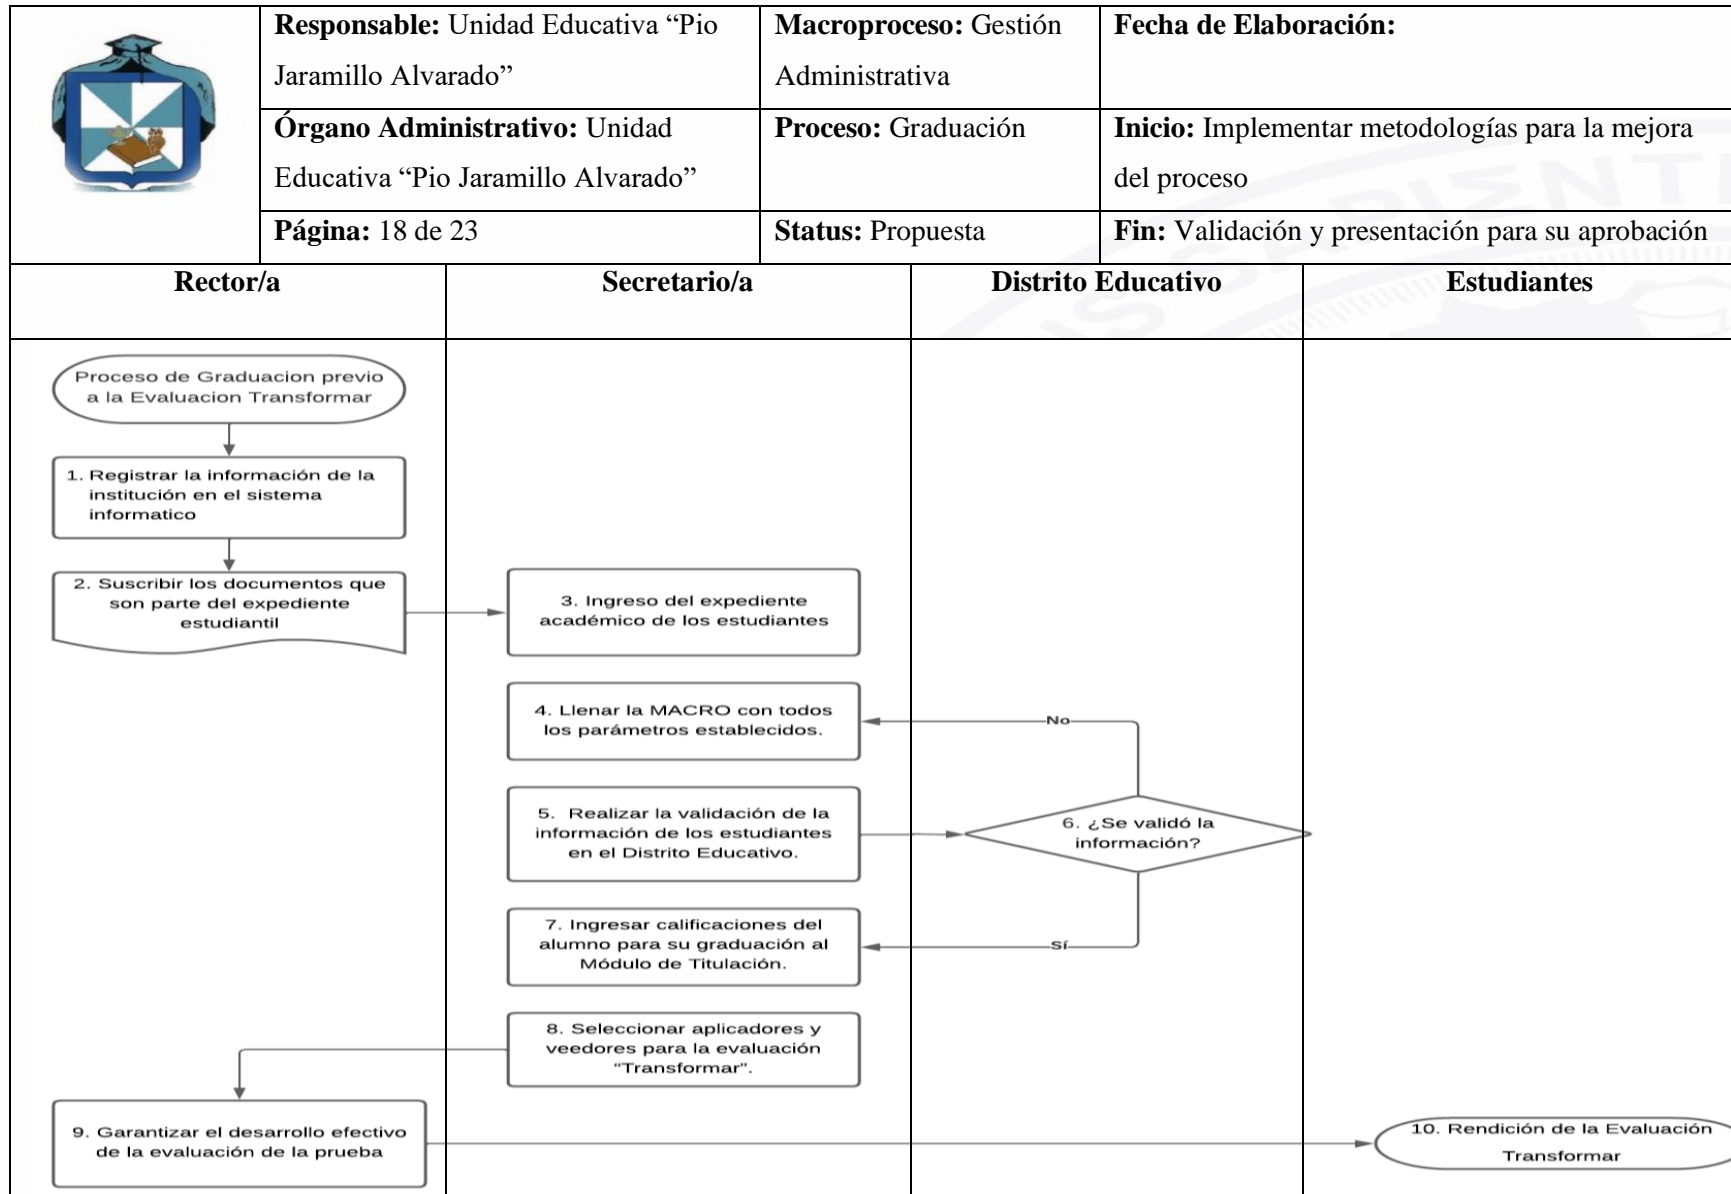 Responsable: Unidad Educativa “Pio
Jaramillo Alvarado”
Macroproceso: Gestión
Administrativa
Fecha de Elaboración:
Órgano Administrativo: Unidad
Educativa “Pio Jaramillo Alvarado”
Proceso: Graduación
Inicio: Implementar metodologías para la mejora
del proceso
Página: 18 de 23
Status: Propuesta
Fin: Validación y presentación para su aprobación
Rector/a
Secretario/a
Distrito Educativo
Estudiantes
Proceso de Graduacion previo
a la Evaluacion Transformar
1. Registrar la información de la
institución en el sistema
informatico
2. Suscribir los documentos que
son parte del expediente
estudiantil
3. Ingreso del expediente
académico de los estudiantes
4. Llenar la MACRO con todos
los parámetros establecidos.
No
5. Realizar la validación de la
información de los estudiantes
en el Distrito Educativo.
6. ¿Se validó la
información?
7. Ingresar calificaciones del
alumno para su graduación al
Módulo de Titulación.
Sí
8. Seleccionar aplicadores y
veedores para la evaluación
"Transformar".
9. Garantizar el desarrollo efectivo
de la evaluación de la prueba
10. Rendición de la Evaluación
Transformar